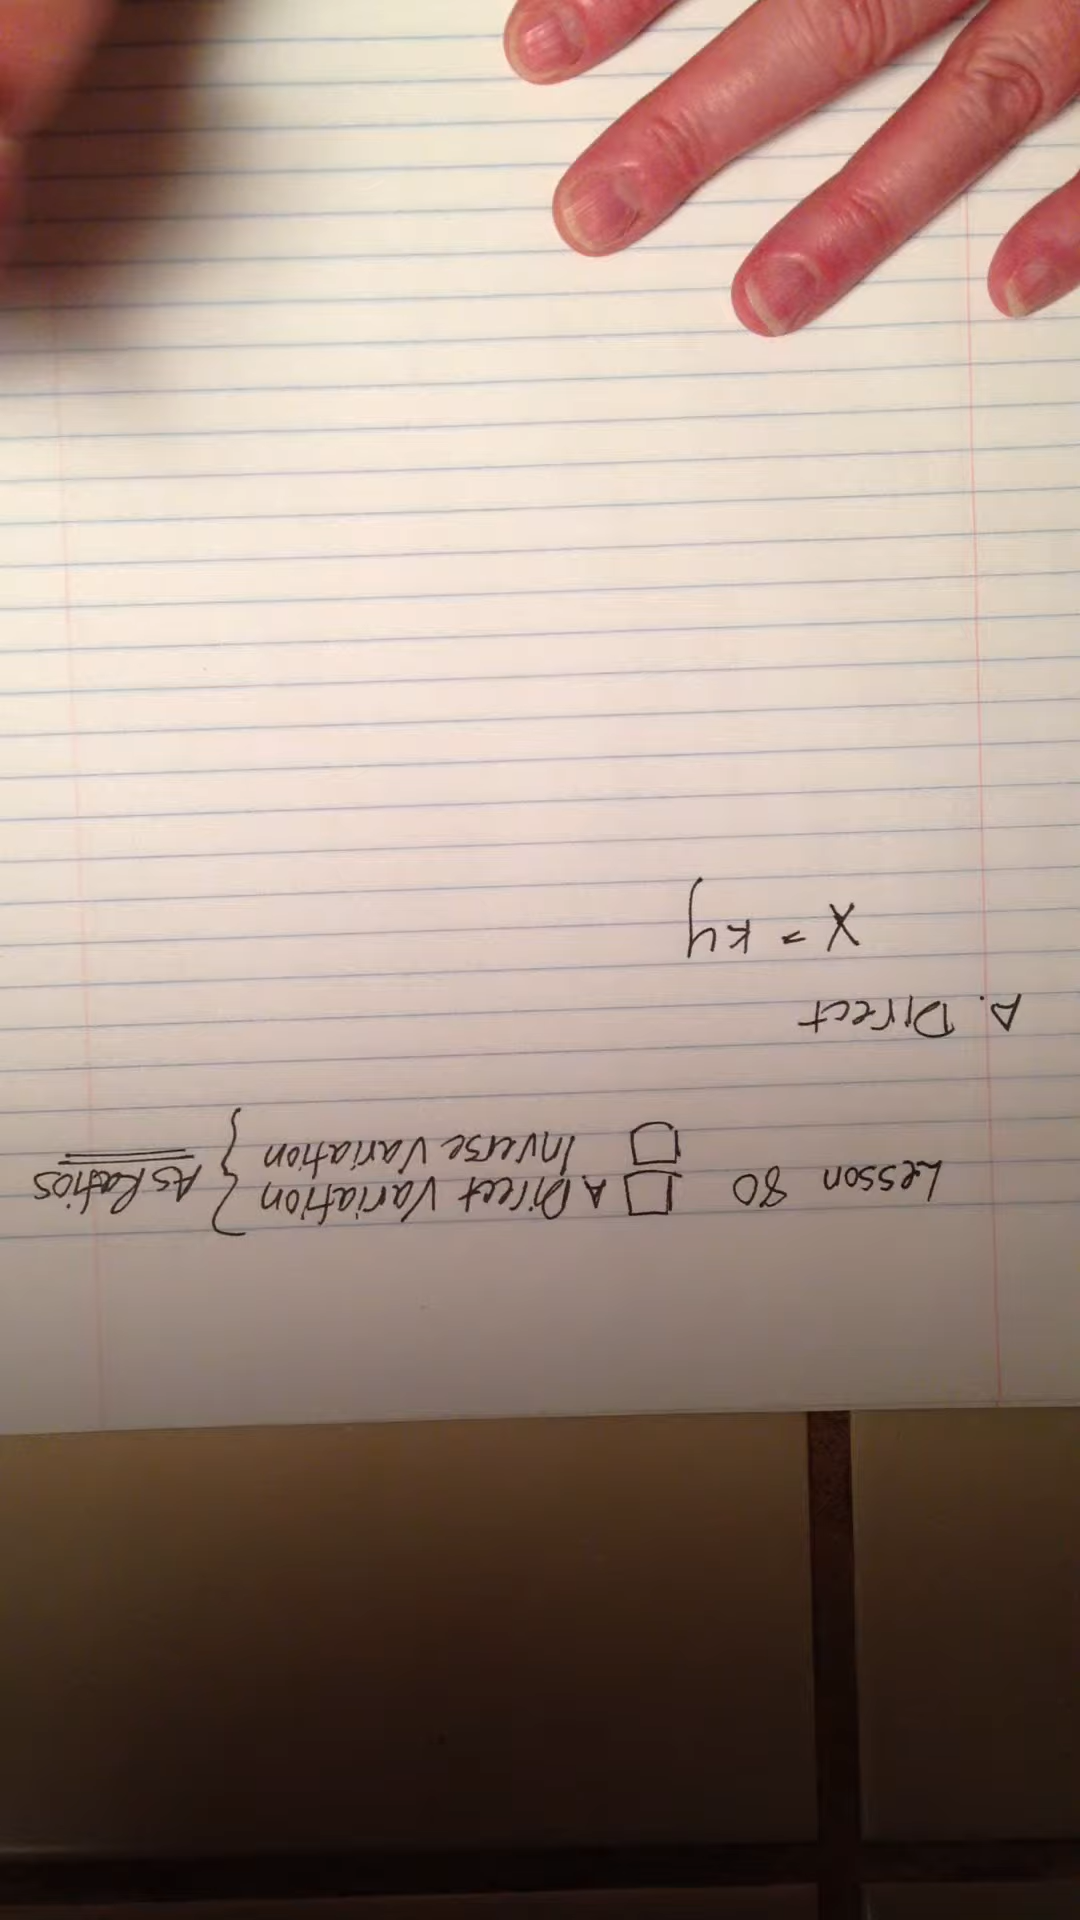 Lesson 80 □ A Direct Variation } As Ratios
□ Inverse Variation
A. Direct
x = ky